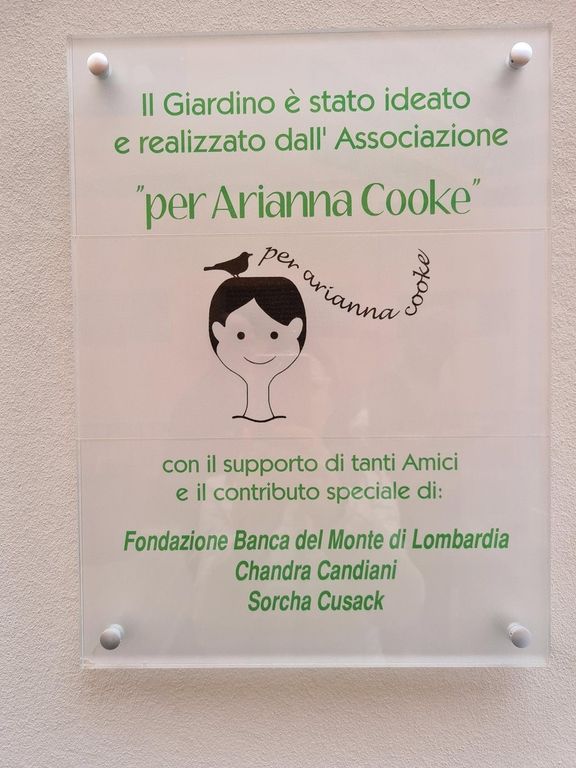 Il Giardino è stato ideato
e realizzato dall' Associazione
"per Arianna Cooke"
per arianna cooke
con il supporto di tanti Amici
e il contributo speciale di:
Fondazione Banca del Monte di Lombardia
Chandra Candiani
Sorcha Cusack